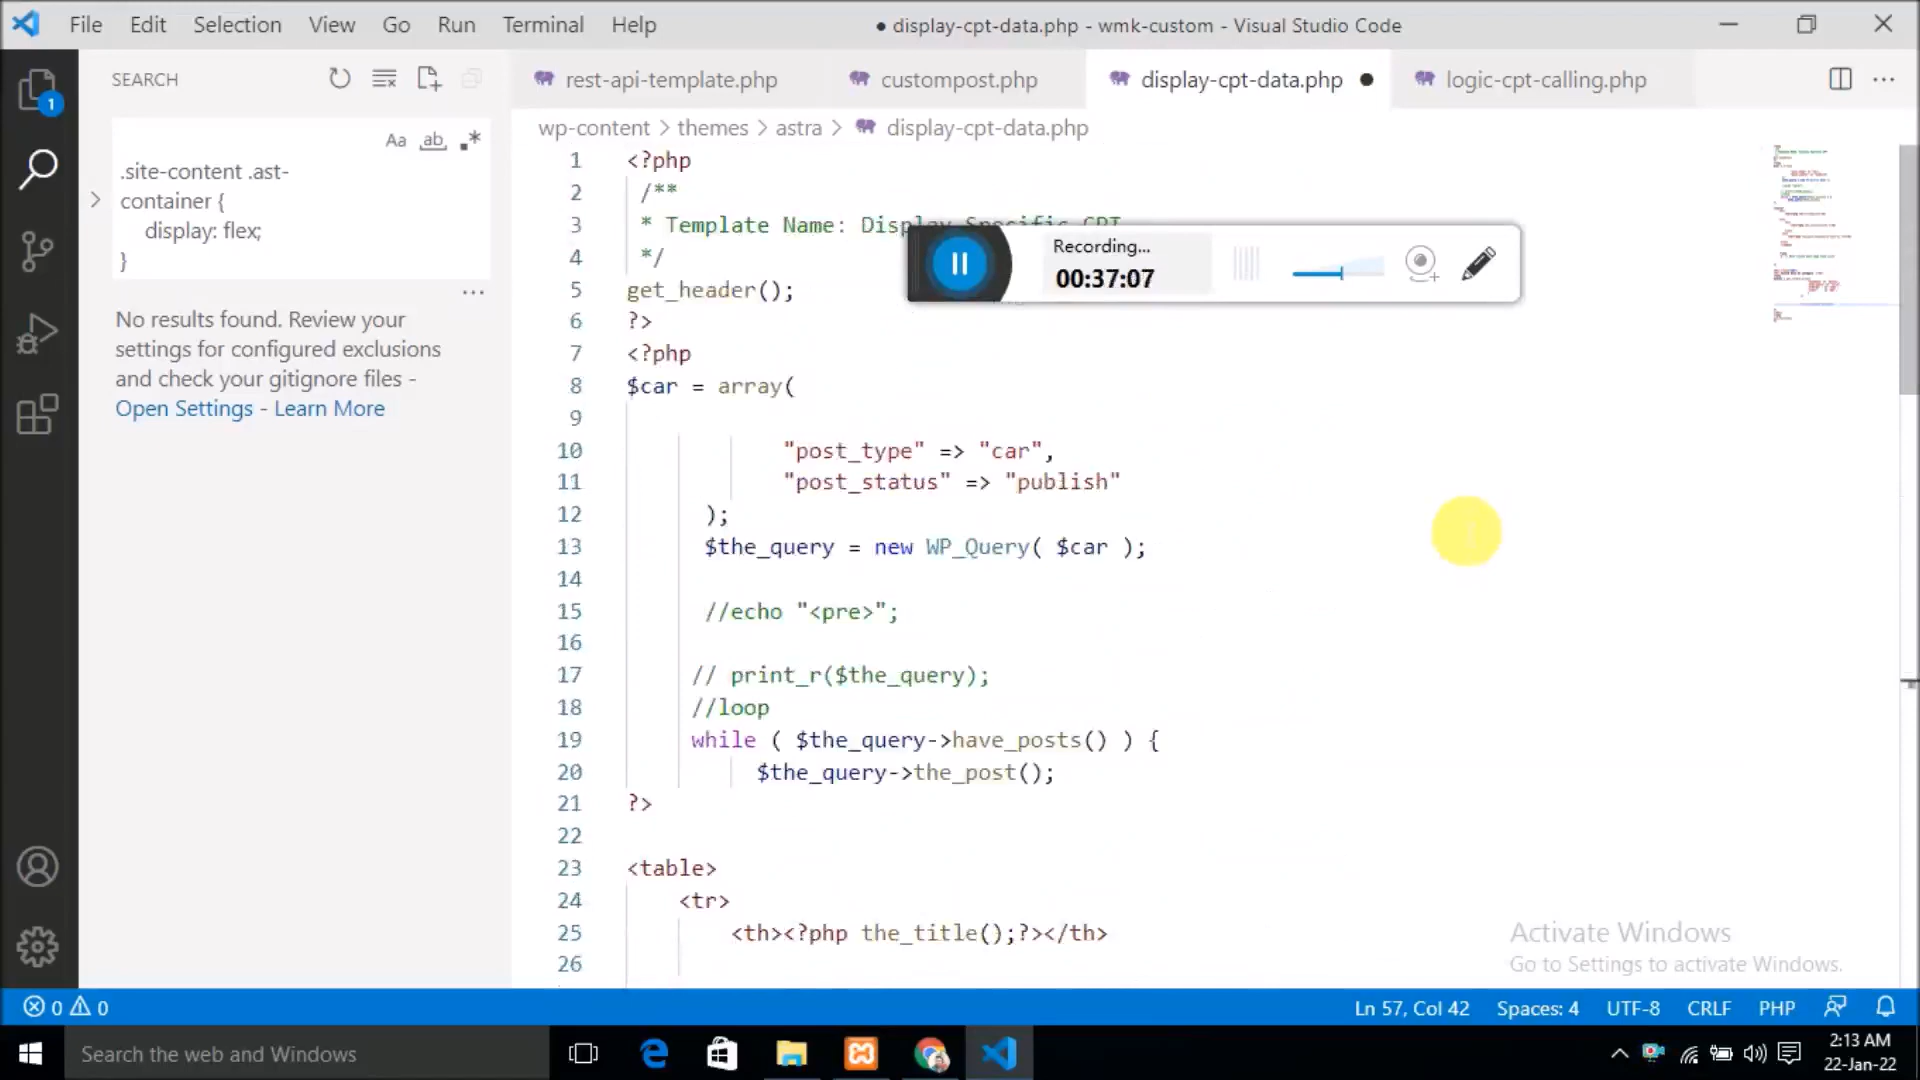 File Edit Selection View Go Run Terminal Help
● display-cpt-data.php - wmk-custom - Visual Studio Code
SEARCH
rest-api-template.php custompost.php display-cpt-data.php ● logic-cpt-calling.php
Aa ab .*
.site-content .ast-
container {
display: flex;
}
...
No results found. Review your
settings for configured exclusions
and check your gitignore files -
Open Settings - Learn More
1
wp-content > themes > astra > display-cpt-data.php
1 <?php
2 /**
3 * Template Name: Display Specific CPT
4 */
5 get_header();
6 ?>
7 <?php
8 $car = array(
9
10 "post_type" => "car",
11 "post_status" => "publish"
12 );
13 $the_query = new WP_Query( $car );
14
15 //echo "<pre>";
16
17 // print_r($the_query);
18 //loop
19 while ( $the_query->have_posts() ) {
20 $the_query->the_post();
21 ?>
22
23 <table>
24 <tr>
25 <th><?php the_title();?></th>
26
Recording...
00:37:07
Activate Windows
Go to Settings to activate Windows.
0 0
Ln 57, Col 42 Spaces: 4 UTF-8 CRLF PHP
Search the web and Windows
2:13 AM
22-Jan-22